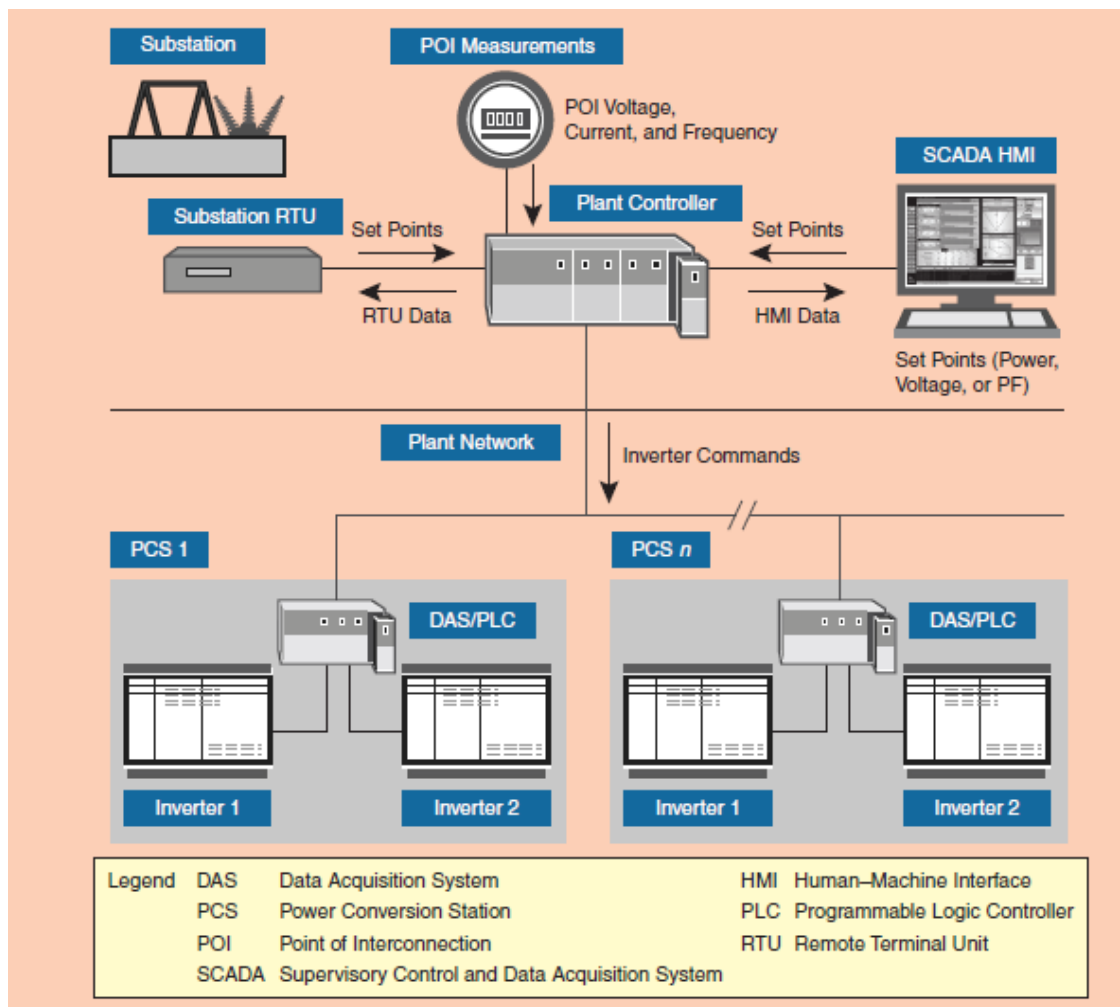 Substation
POI Measurements
POI Voltage,
Current, and Frequency
SCADA HMI
Substation RTU
Plant Controller
Set Points
Set Points
RTU Data
HMI Data
Set Points (Power,
Voltage, or PF)
Plant Network
Inverter Commands
PCS 1
PCS n
DAS/PLC
DAS/PLC
Inverter 1
Inverter 2
Inverter 1
Inverter 2
Legend DAS Data Acquisition System
HMI Human–Machine Interface
PCS Power Conversion Station
PLC Programmable Logic Controller
POI Point of Interconnection
RTU Remote Terminal Unit
SCADA Supervisory Control and Data Acquisition System